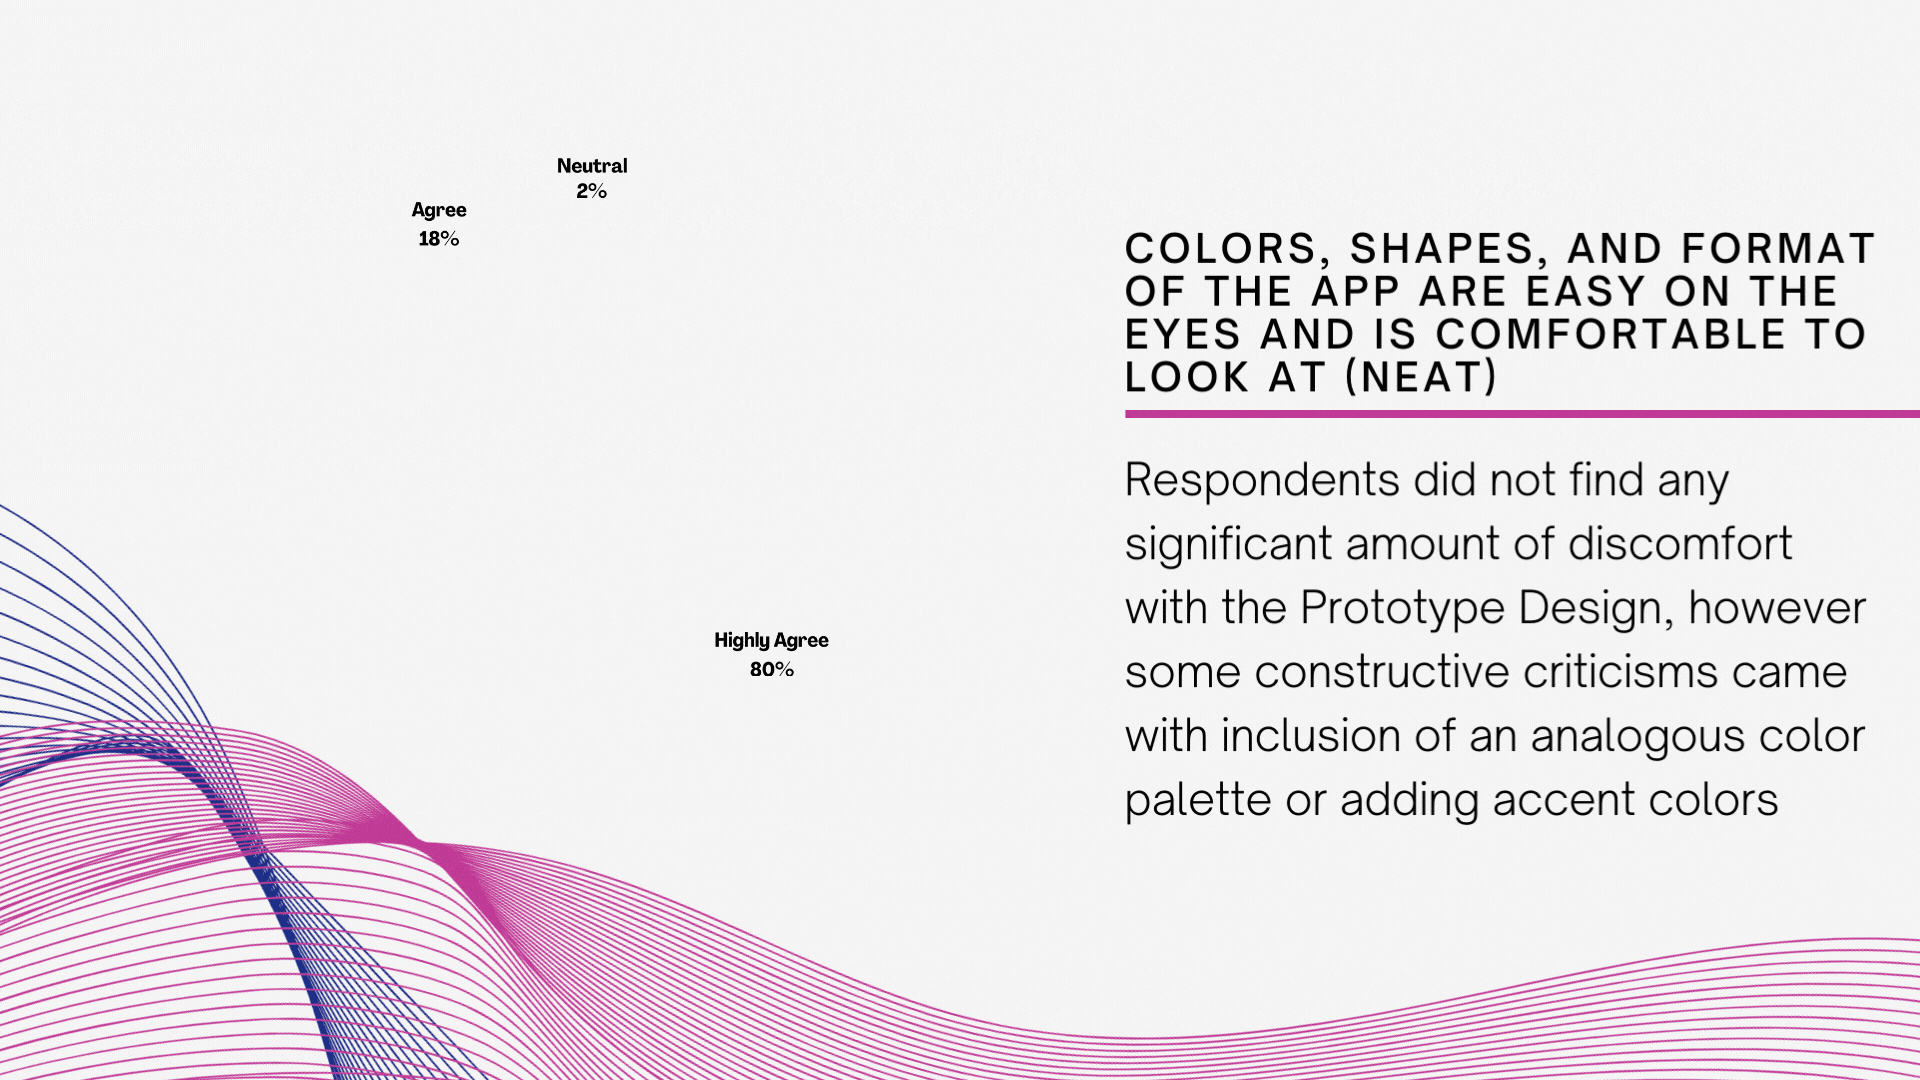 Neutral
2%
Agree
18%
Highly Agree
80%
COLORS, SHAPES, AND FORMAT
OF THE APP ARE EASY ON THE
EYES AND IS COMFORTABLE TO
LOOK AT (NEAT)
Respondents did not find any
significant amount of discomfort
with the Prototype Design, however
some constructive criticisms came
with inclusion of an analogous color
palette or adding accent colors